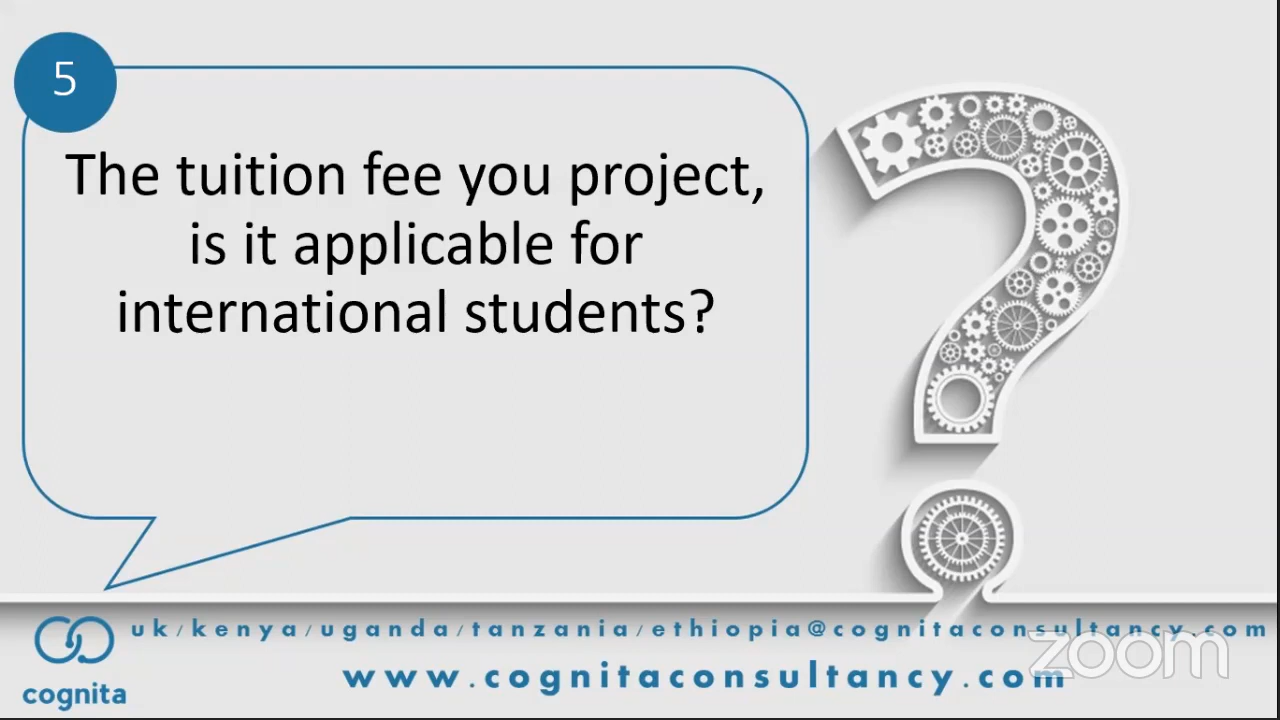 5
The tuition fee you project,
is it applicable for
international students?
uk/kenya/uganda/tanzania/ethiopia@cognitaconsultancy.com
www.cognitaconsultancy.com
zoom
cognita